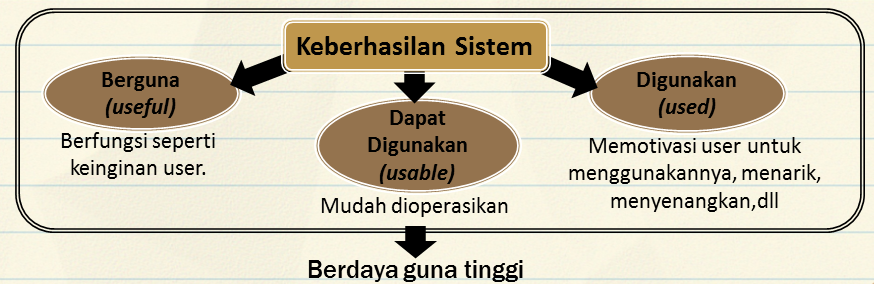 Keberhasilan Sistem
Berguna
(useful)
Berfungsi seperti
keinginan user.
Dapat
Digunakan
(usable)
Mudah dioperasikan
Digunakan
(used)
Memotivasi user untuk
menggunakannya, menarik,
menyenangkan,dll
Berdaya guna tinggi